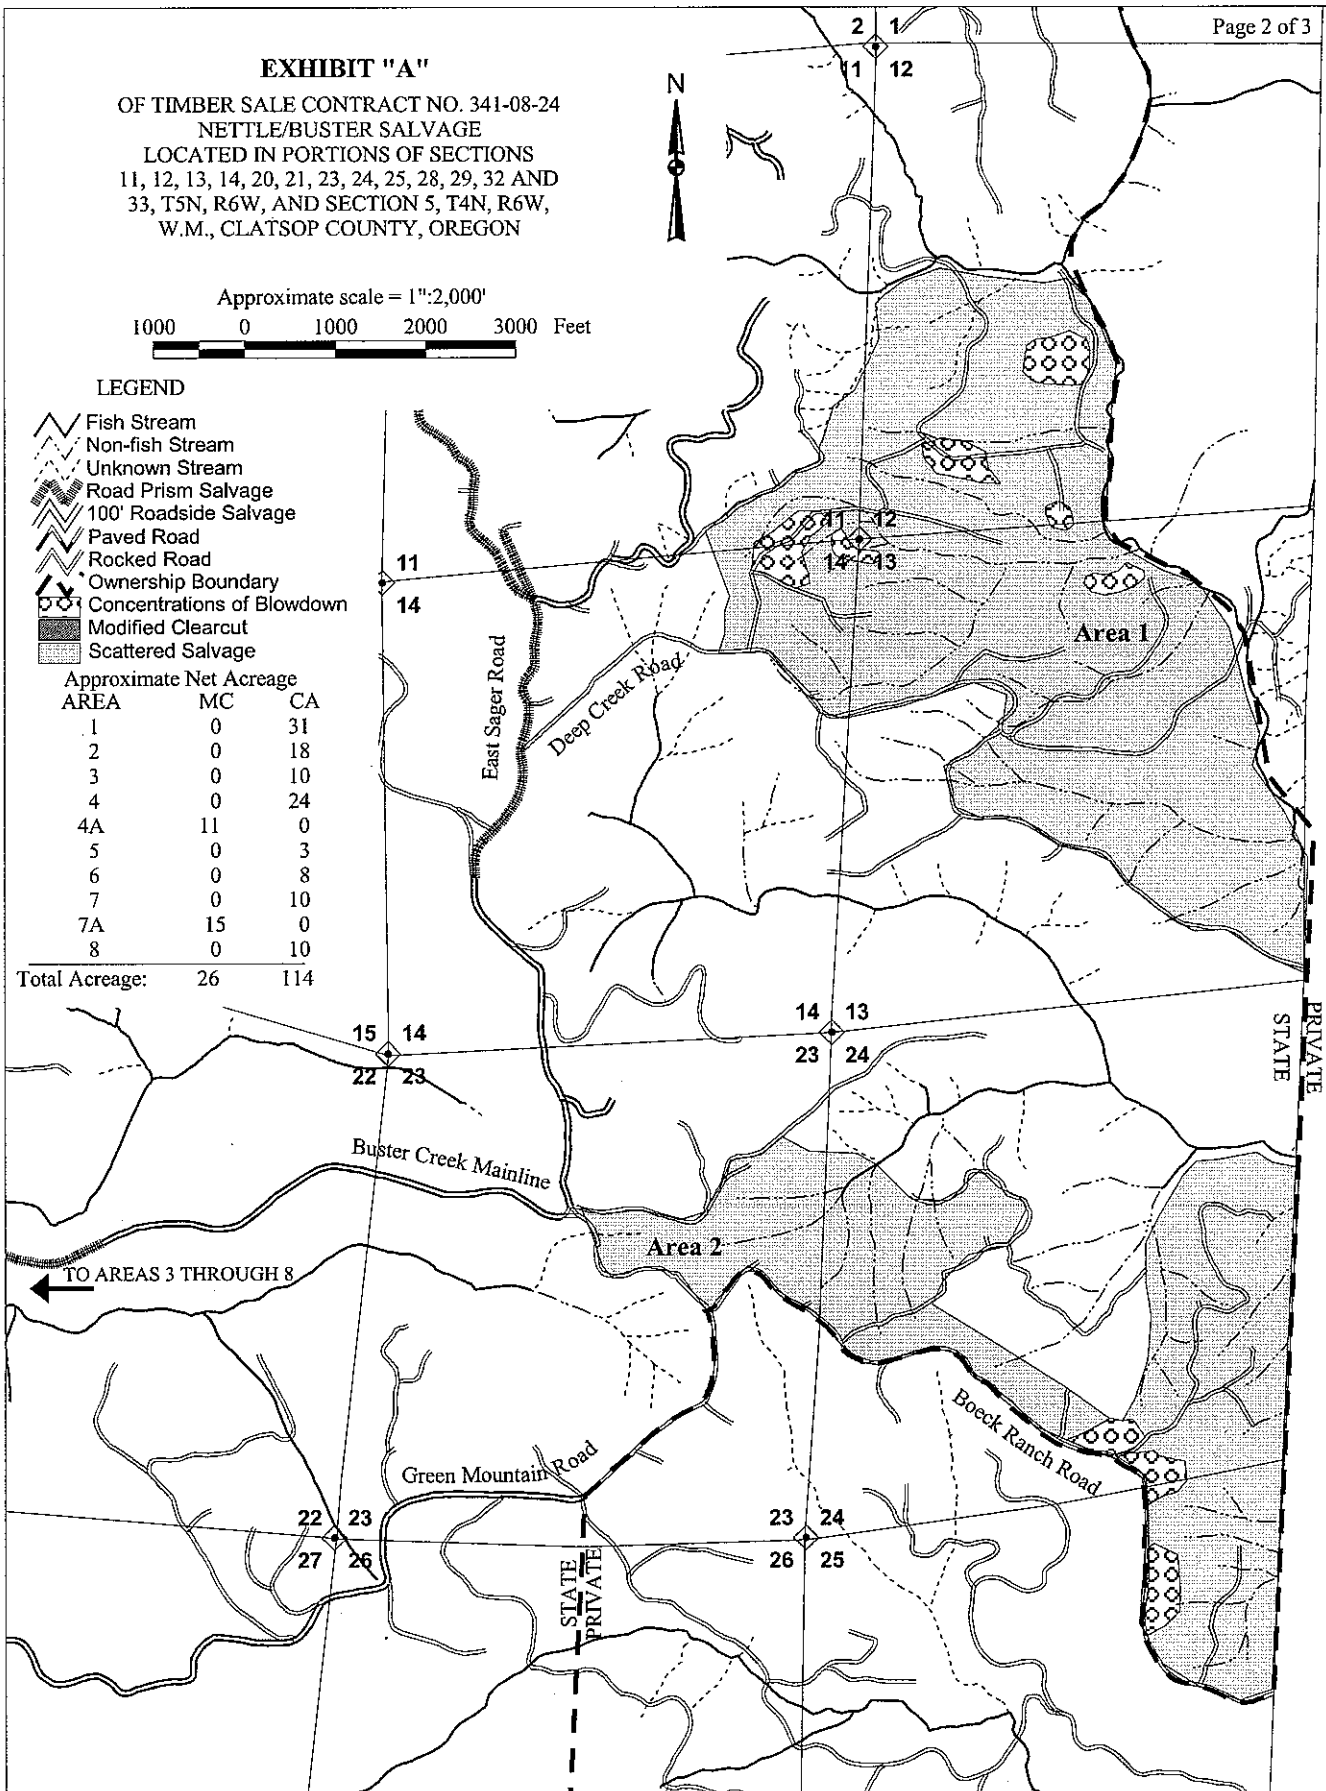 Page 2 of 3
EXHIBIT "A"
OF TIMBER SALE CONTRACT NO. 341-08-24
NETTLE/BUSTER SALVAGE
LOCATED IN PORTIONS OF SECTIONS
11, 12, 13, 14, 20, 21, 23, 24, 25, 28, 29, 32 AND
33, T5N, R6W, AND SECTION 5, T4N, R6W,
W.M., CLATSOP COUNTY, OREGON
N
2 1
11 12
Approximate scale = 1":2,000'
1000 0 1000 2000 3000 Feet
LEGEND
Fish Stream
Non-fish Stream
Unknown Stream
Road Prism Salvage
100' Roadside Salvage
Paved Road
Rocked Road
Ownership Boundary
Concentrations of Blowdown
Modified Clearcut
Scattered Salvage
Approximate Net Acreage
AREA MC CA
1 0 31
2 0 18
3 0 10
4 0 24
4A 11 0
5 0 3
6 0 8
7 0 10
7A 15 0
8 0 10
Total Acreage: 26 114
11
14
11 12
14 13
Area 1
East Sager Road
Deep Creek Road
15 14
22 23
14 13
23 24
STATE
PRIVATE
Buster Creek Mainline
Area 2
TO AREAS 3 THROUGH 8
Boeck Ranch Road
Green Mountain Road
22 23
27 26
23 24
26 25
STATE
PRIVATE